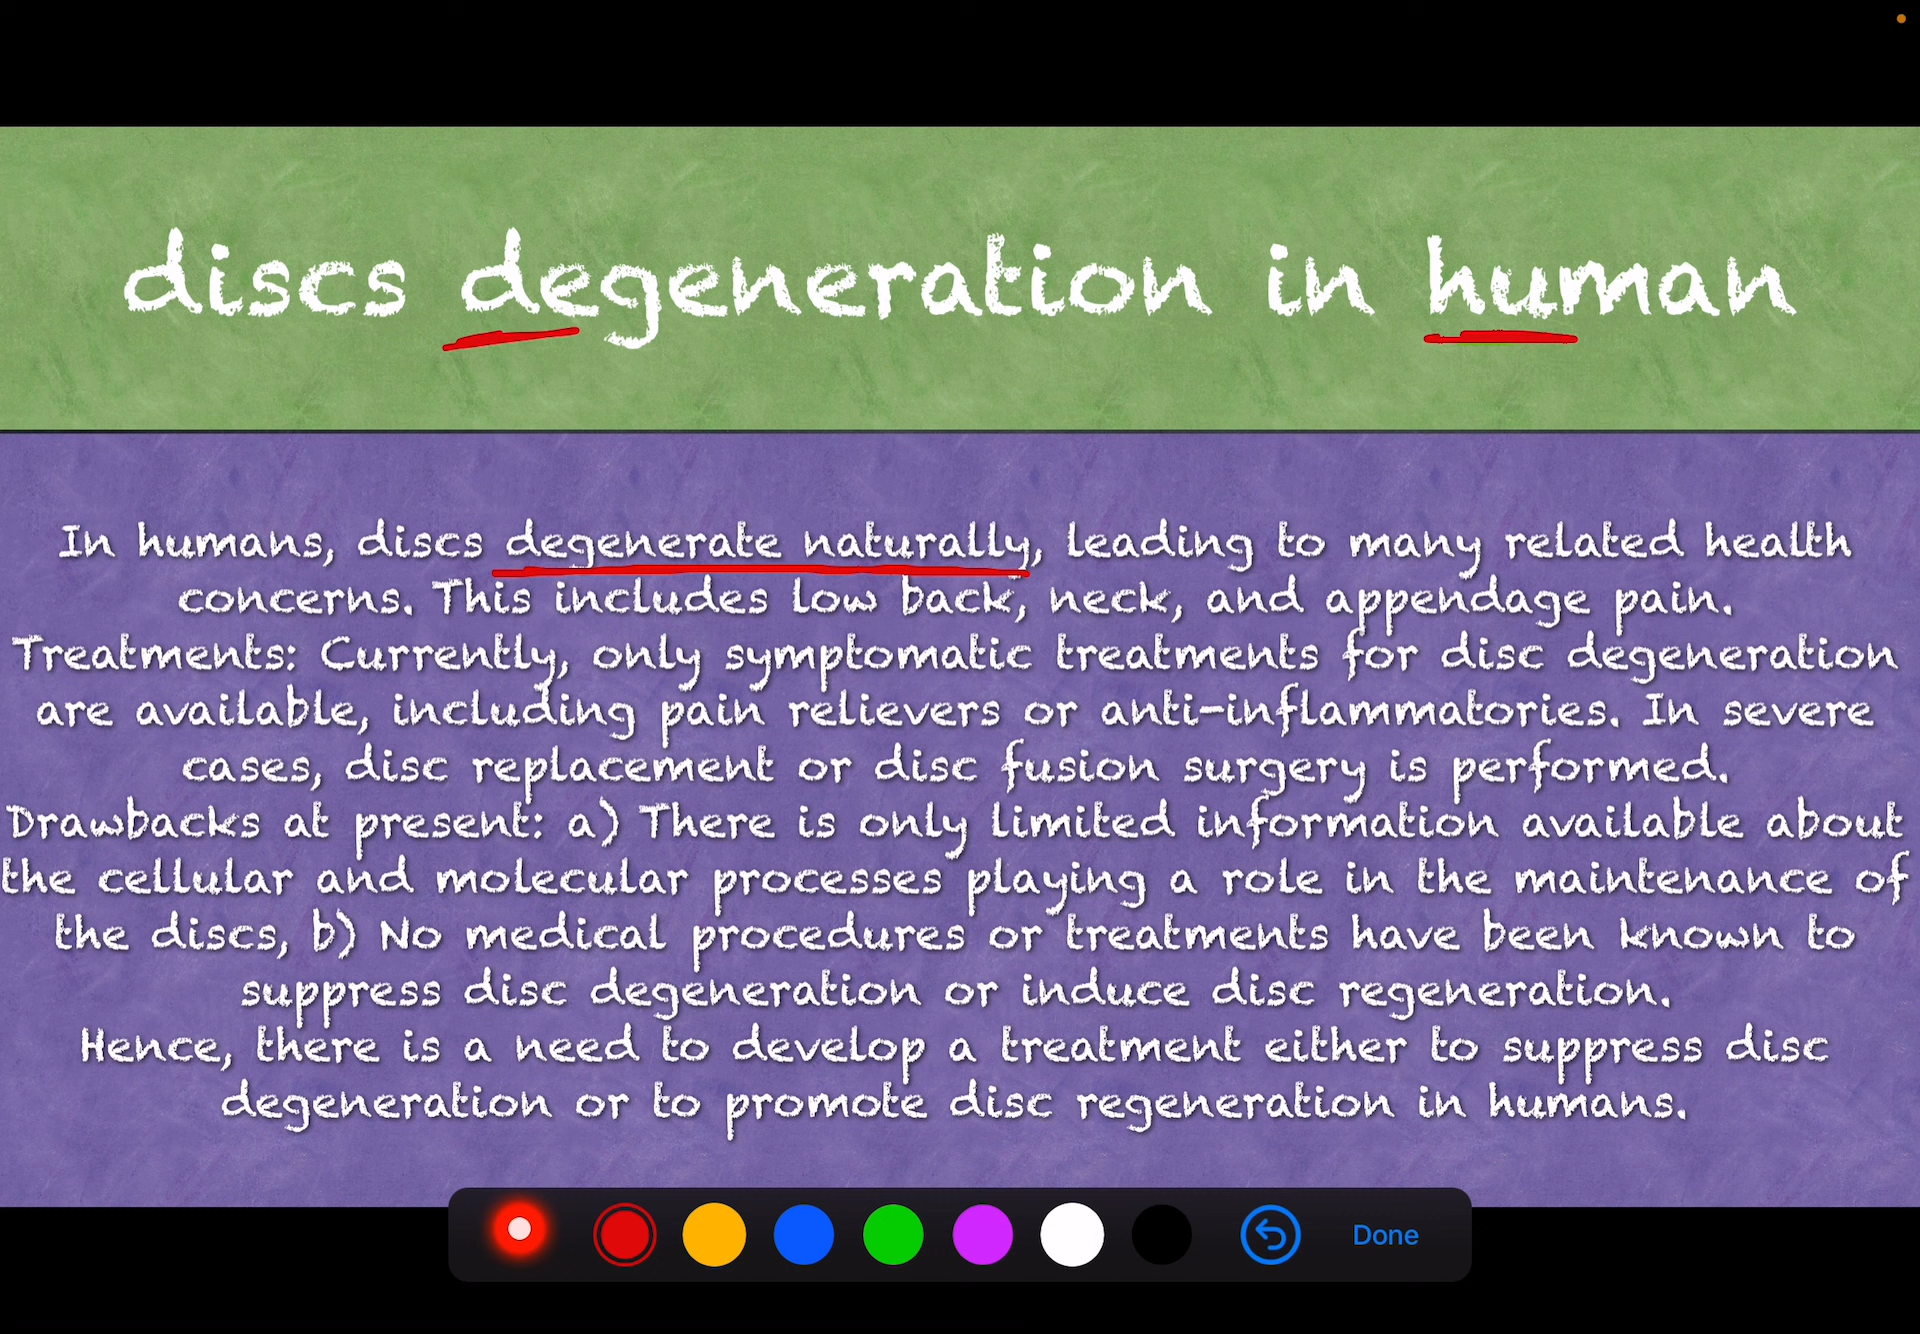 discs degeneration in human
In humans, discs degenerate naturally, leading to many related health
concerns. This includes low back, neck, and appendage pain.
Treatments: Currently, only symptomatic treatments for disc degeneration
are available, including pain relievers or anti-inflammatories. In severe
cases, disc replacement or disc fusion surgery is performed.
Drawbacks at present: a) There is only limited information available about
the cellular and molecular processes playing a role in the maintenance of
the discs, b) No medical procedures or treatments have been known to
suppress disc degeneration or induce disc regeneration.
Hence, there is a need to develop a treatment either to suppress disc
degeneration or to promote disc regeneration in humans.
Done